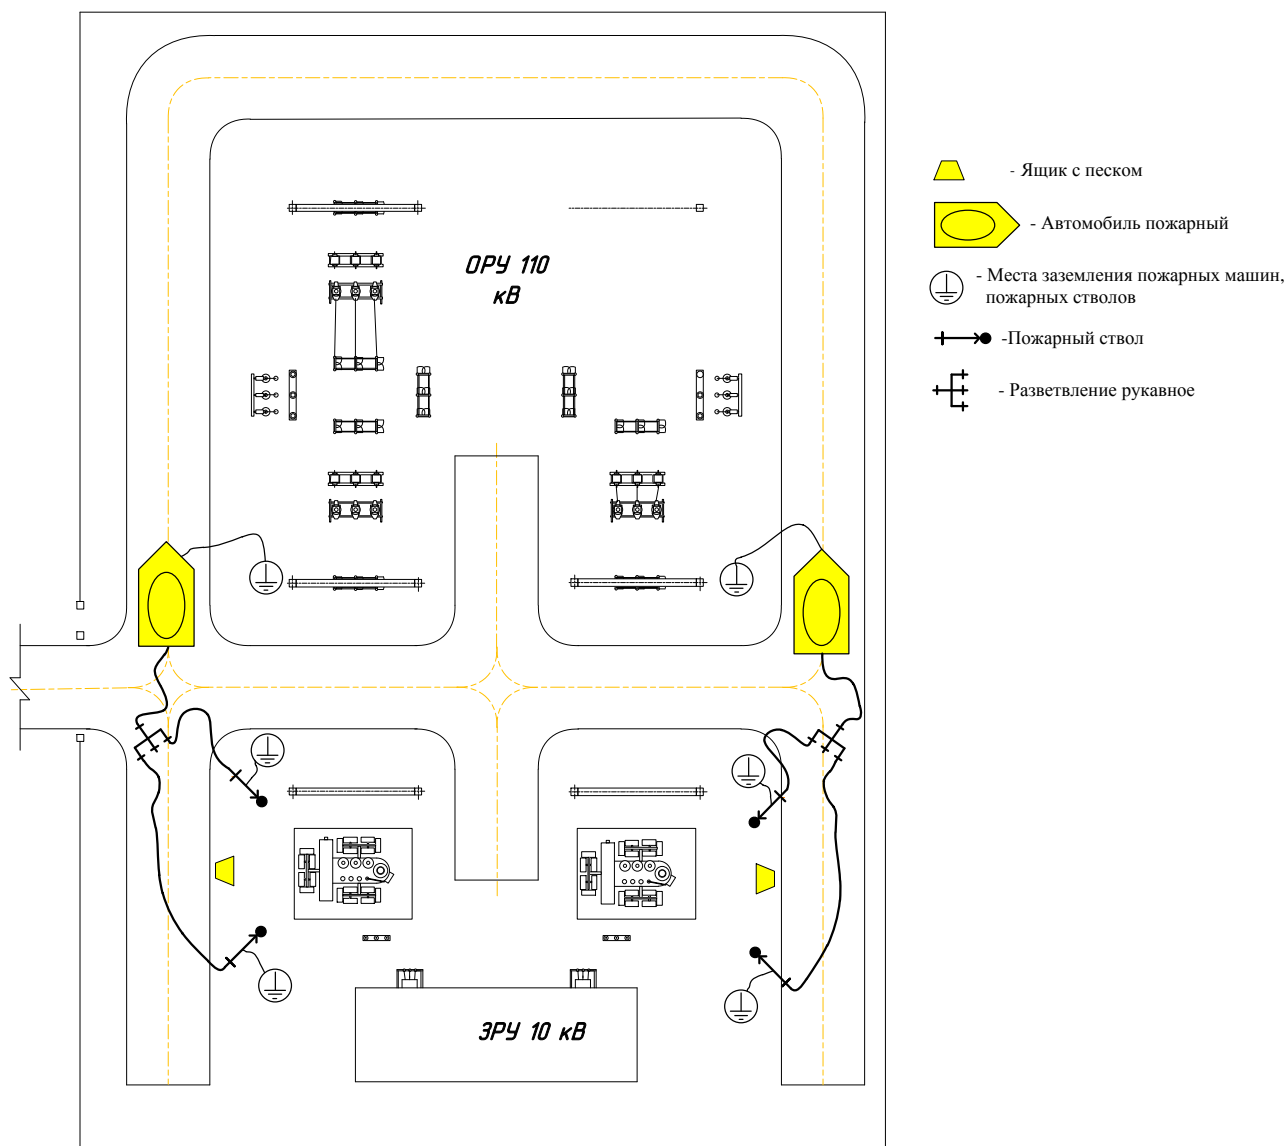 ОРУ 110
кВ
ЗРУ 10 кВ
- Ящик с песком
- Автомобиль пожарный
- Места заземления пожарных машин,
пожарных стволов
-Пожарный ствол
- Разветвление рукавное